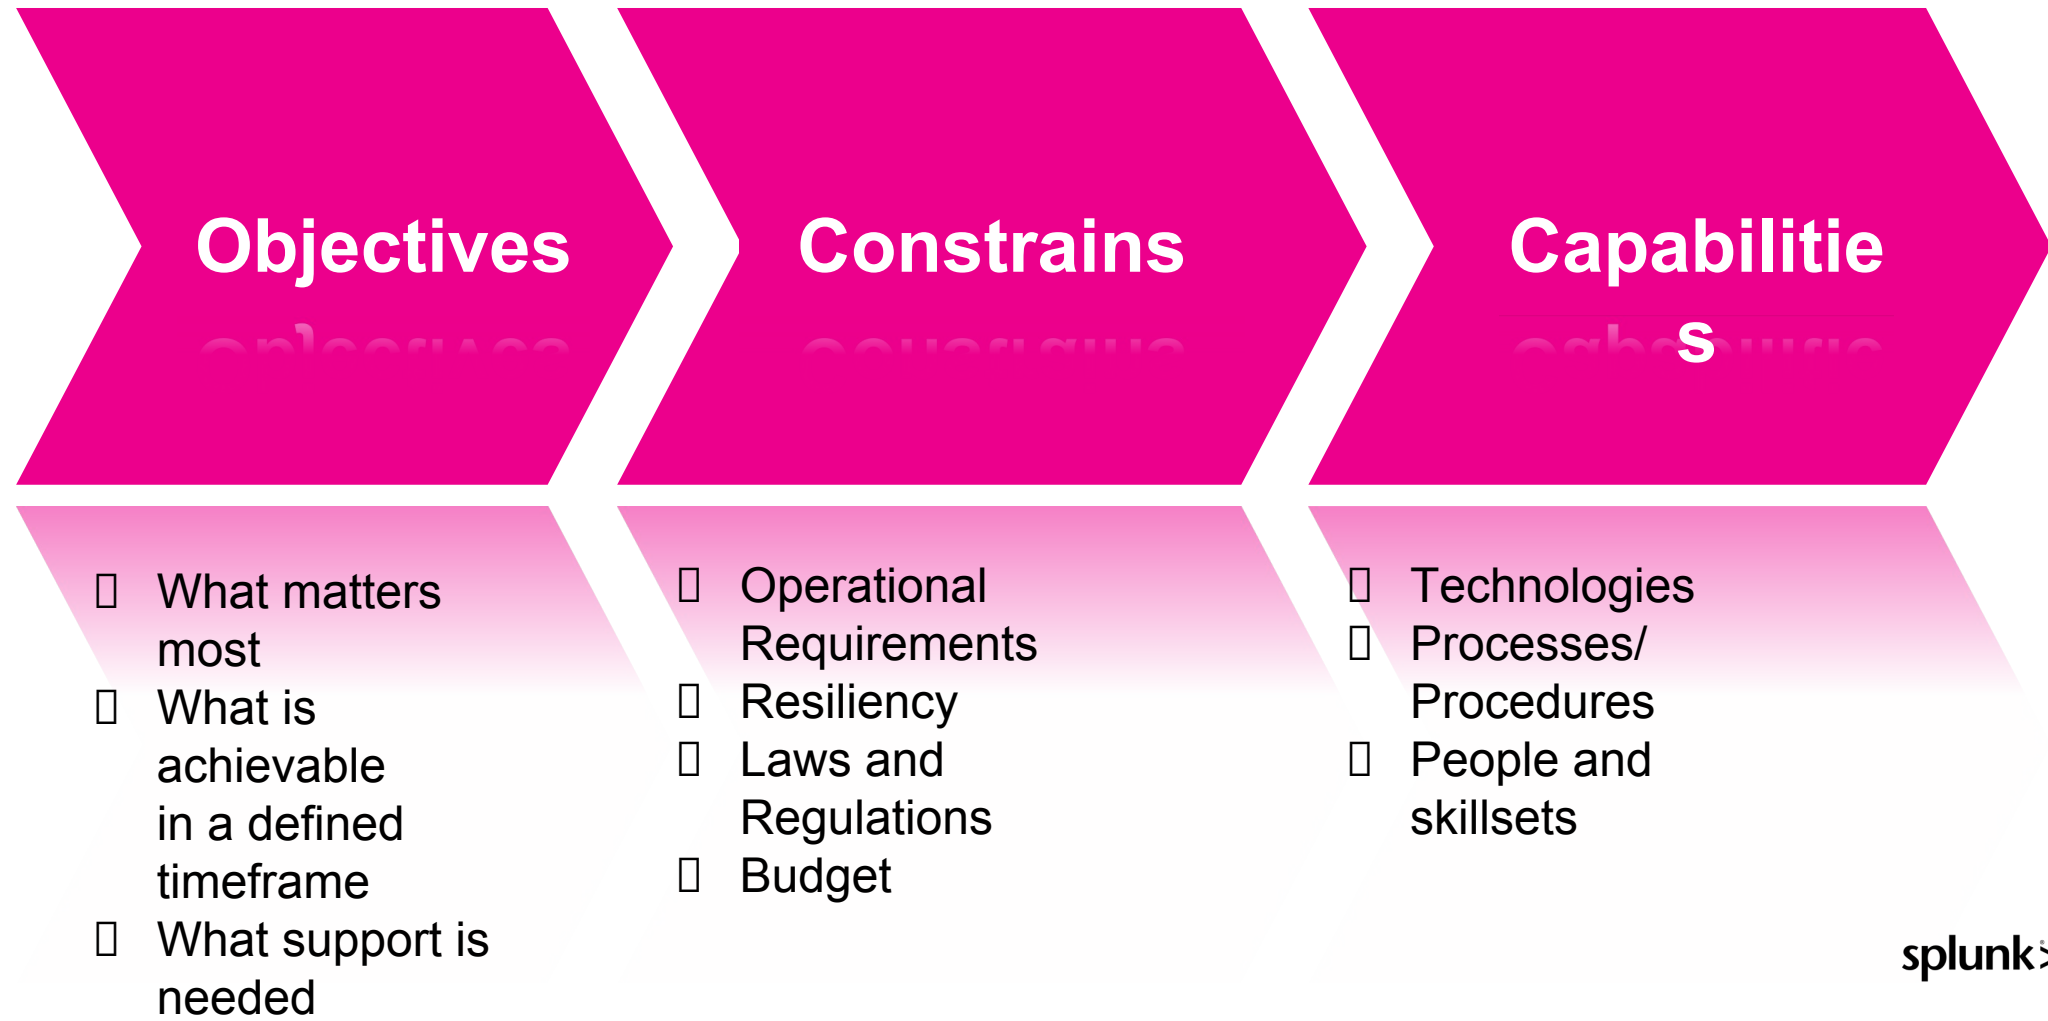 Objectives
Constrains
Capabilitie
s
What matters
most
What is
achievable
in a defined
timeframe
What support is
needed
Operational
Requirements
Resiliency
Laws and
Regulations
Budget
Technologies
Processes/
Procedures
People and
skillsets
splunk>